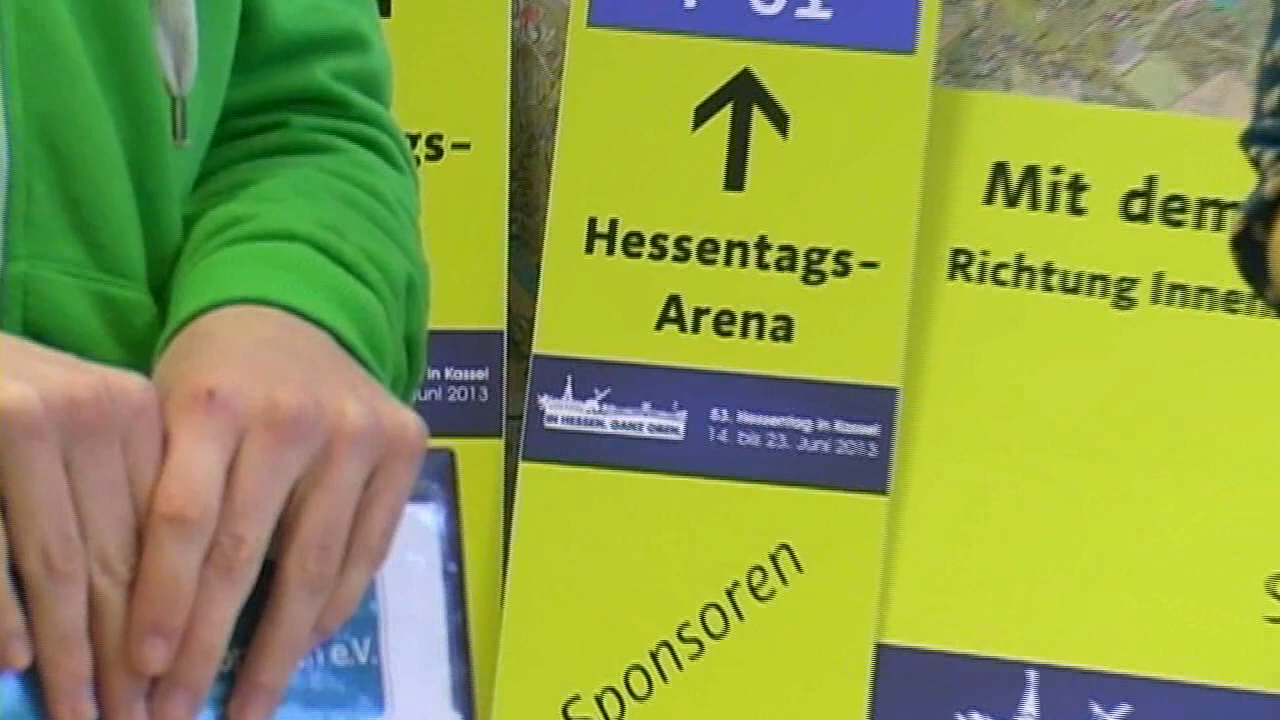 gs-
in Kassel
Juni 2013
Hessentags-
Arena
IN HESSEN. GANZ OBEN.
53. Hessentag in Kassel
14. bis 23. Juni 2013
Sponsoren
Mit dem
Richtung Innen
e.V.